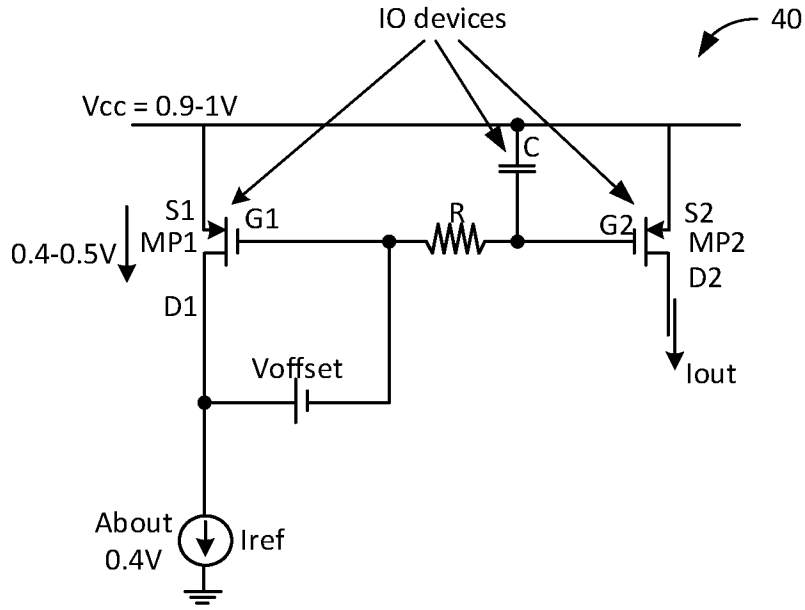 IO devices
40
Vcc = 0.9-1V
C
S1
G1
R
G2
S2
MP1
MP2
0.4-0.5V
D1
D2
Voffset
Iout
About
0.4V
Iref